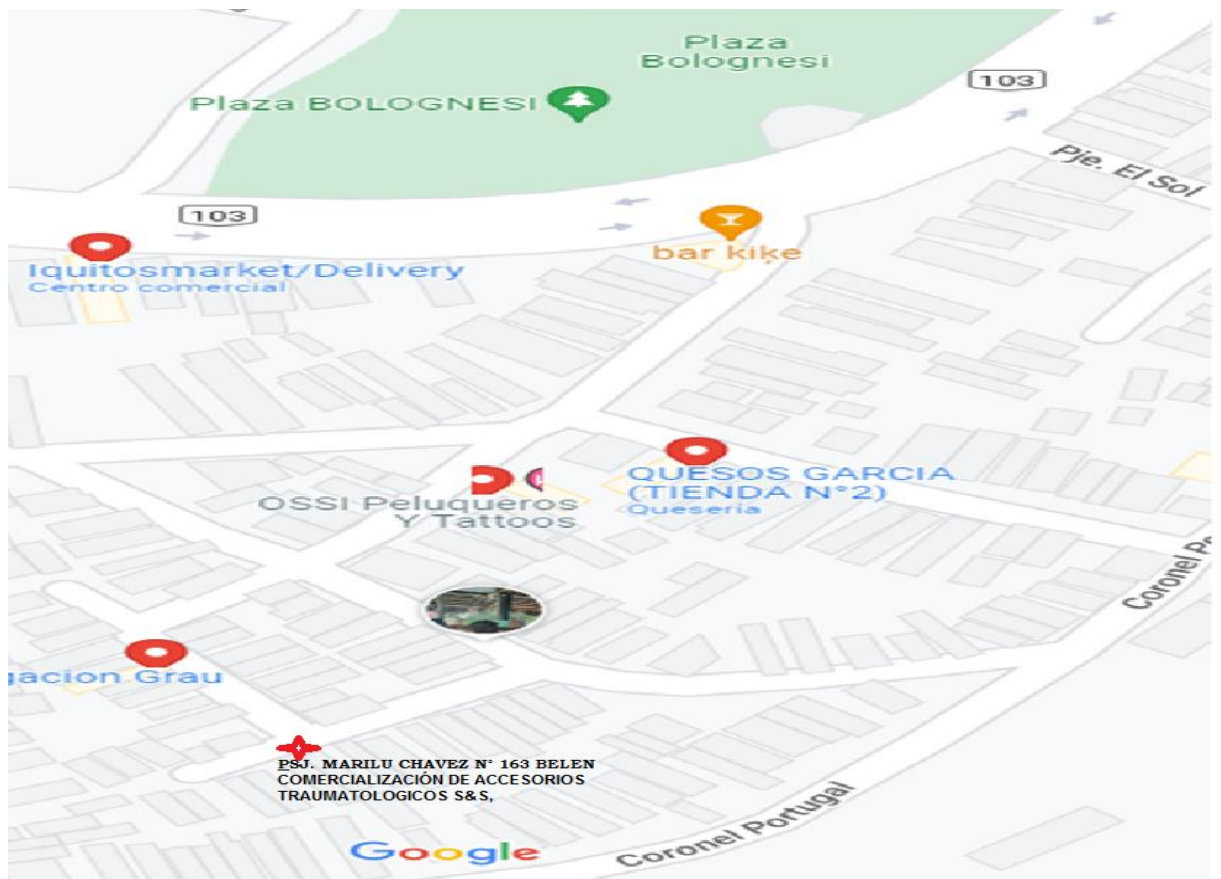 Plaza
Bolognesi
Plaza BOLOGNESI
103
Pje. El Sol
103
bar kiķe
Iquitosmarket/Delivery
Centro comercial
QUESOS GARCIA
(TIENDA N°2)
Quesería
OSSI Peluqueros
Y Tattoos
Coronel Po
gacion Grau
PSJ. MARILU CHAVEZ N° 163 BELEN
COMERCIALIZACIÓN DE ACCESORIOS
TRAUMATOLOGICOS S&S,
Coronel Portugal
Google